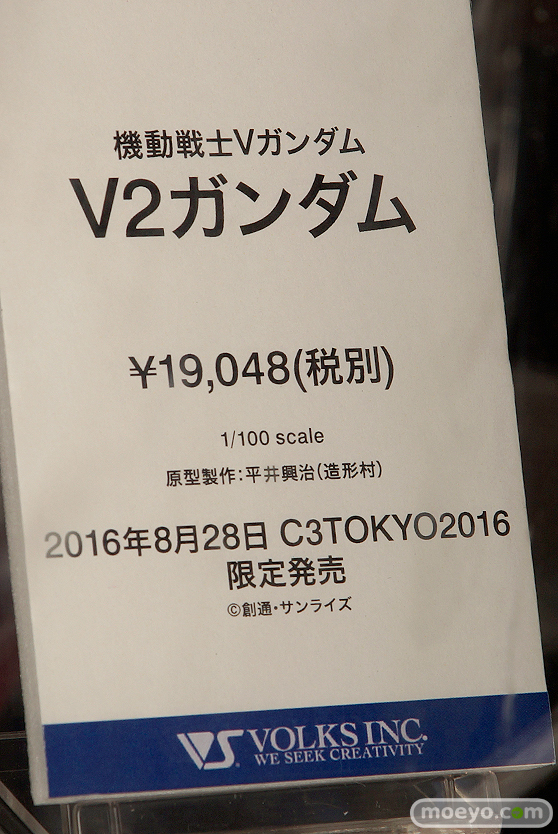 機動戦士Vガンダム
V2ガンダム
¥19,048(税別)
1/100 scale
原型製作:平井興治(造形村)
2016年8月28日 C3TOKYO2016
限定発売
©創通・サンライズ
VS VOLKS INC.
WE SEEK CREATIVITY
moeyo.com